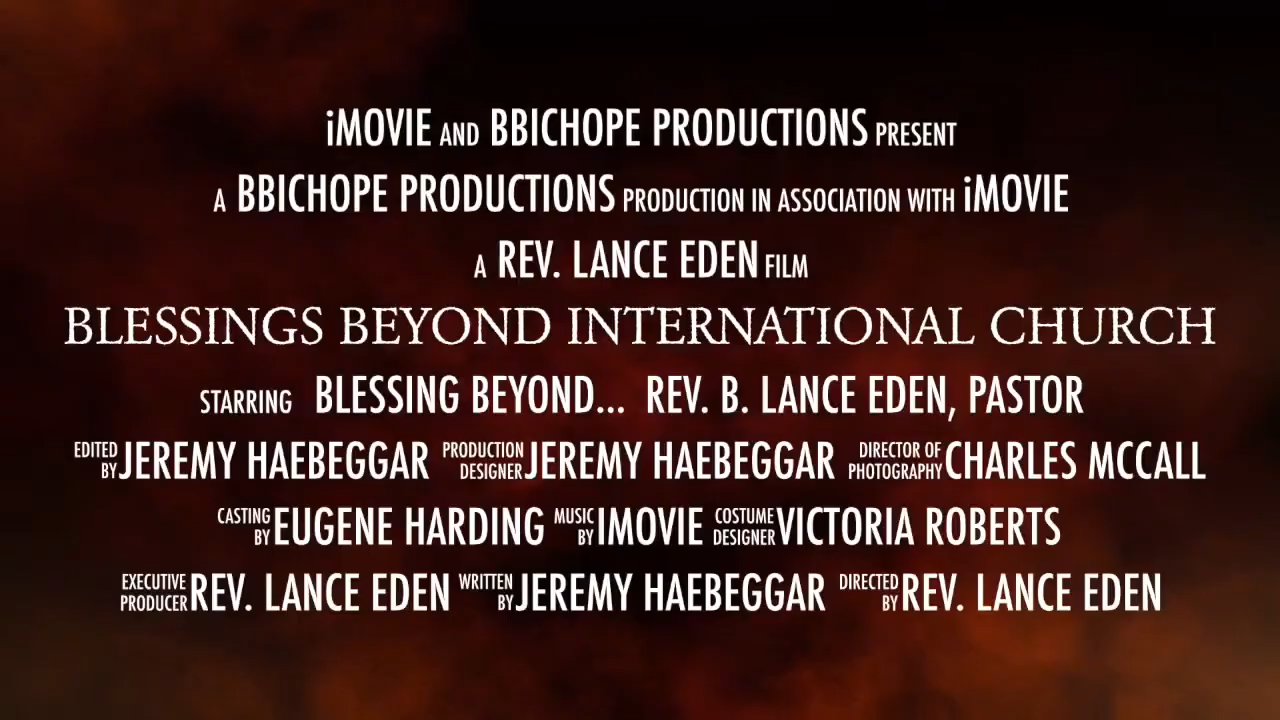 iMOVIE AND BBICHOPE PRODUCTIONS PRESENT
A BBICHOPE PRODUCTIONS PRODUCTION IN ASSOCIATION WITH iMOVIE
A REV. LANCE EDEN FILM
BLESSINGS BEYOND INTERNATIONAL CHURCH
STARRING BLESSING BEYOND... REV. B. LANCE EDEN, PASTOR
EDITED BY JEREMY HAEBEGGAR PRODUCTION DESIGNER JEREMY HAEBEGGAR DIRECTOR OF PHOTOGRAPHY CHARLES MCCALL
CASTING BY EUGENE HARDING MUSIC BY IMOVIE COSTUME DESIGNER VICTORIA ROBERTS
EXECUTIVE PRODUCER REV. LANCE EDEN WRITTEN BY JEREMY HAEBEGGAR DIRECTED BY REV. LANCE EDEN